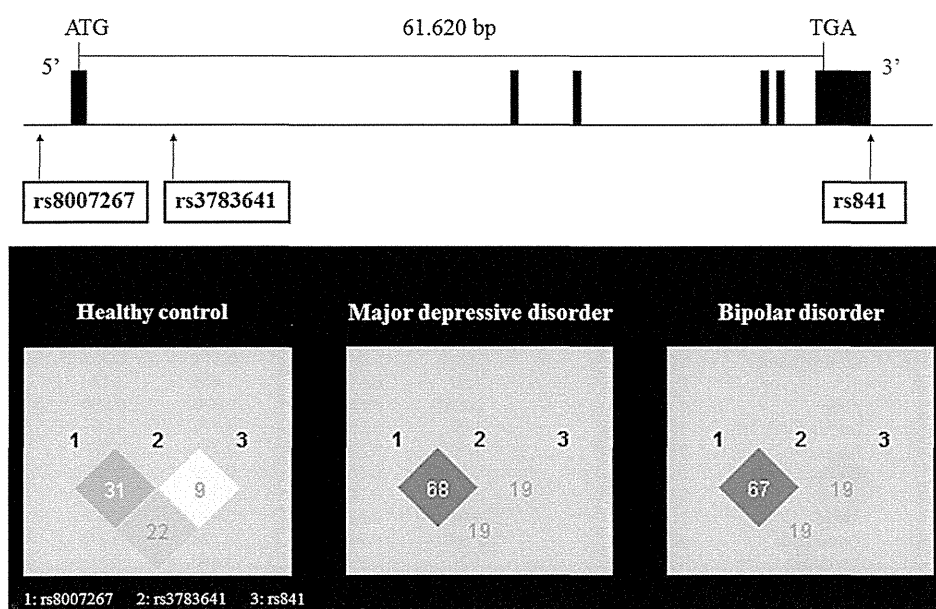 ATG 61.620 bp TGA
5’ 3’
rs8007267 rs3783641 rs841
Healthy control Major depressive disorder Bipolar disorder
1 2 3 1 2 3 1 2 3
31 9 68 19 67 19
22 19 19
1: rs8007267 2: rs3783641 3: rs841